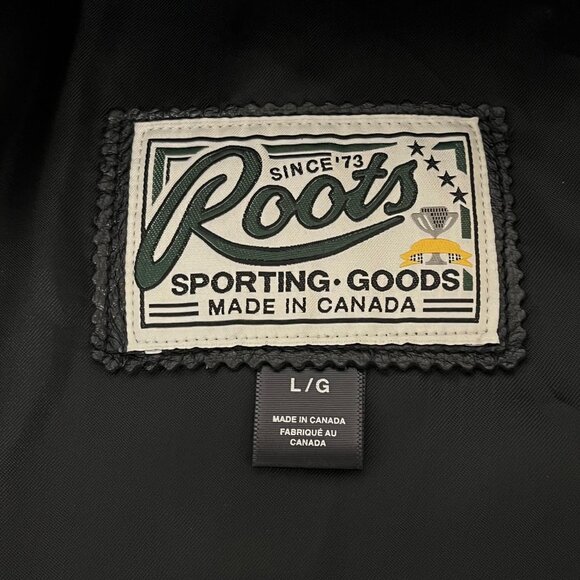 SINCE '73
Roots
SPORTING·GOODS
MADE IN CANADA
L/G
MADE IN CANADA
FABRIQUÉ AU
CANADA